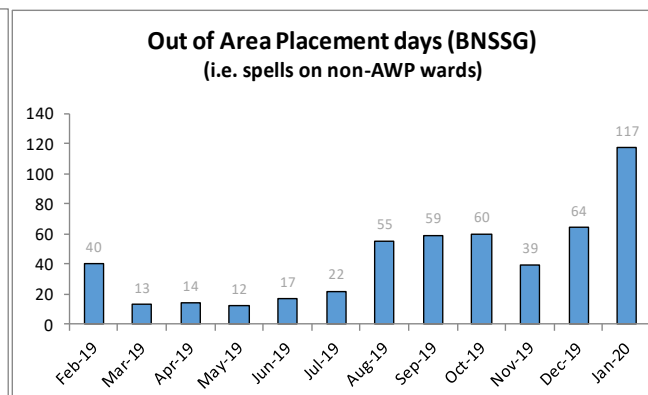 Out of Area Placement days (BNSSG)
(i.e. spells on non-AWP wards)
140
120
100
80
60
40
20
0
40
13
14
12
17
22
55
59
60
39
64
117
Feb-19
Mar-19
Apr-19
May-19
Jun-19
Jul-19
Aug-19
Sep-19
Oct-19
Nov-19
Dec-19
Jan-20